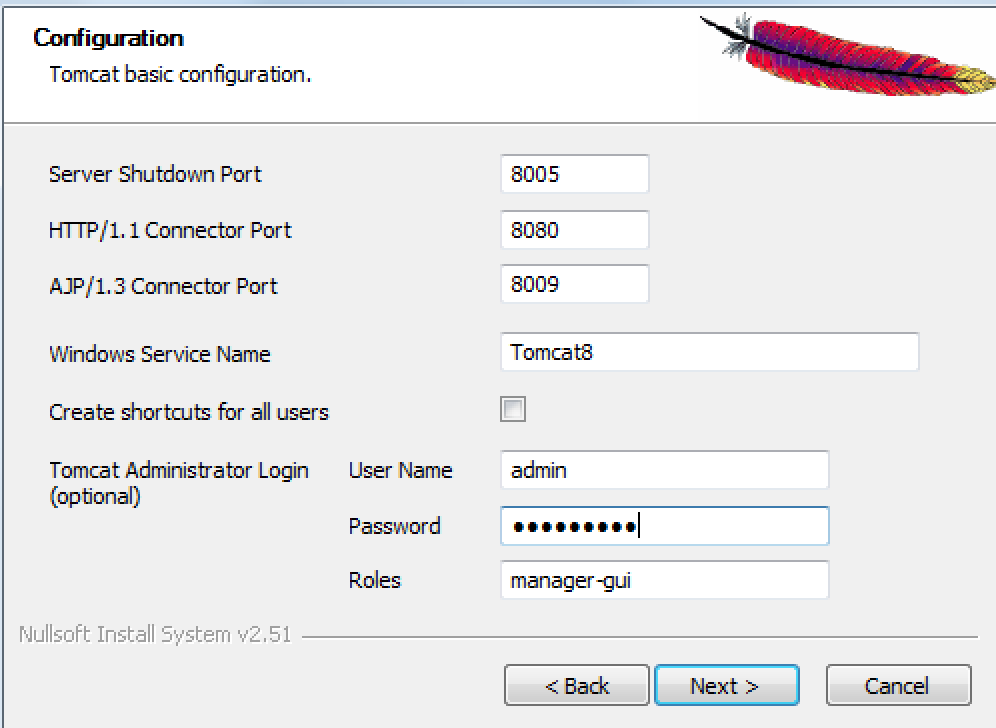 Configuration
Tomcat basic configuration.
Server Shutdown Port 8005
HTTP/1.1 Connector Port 8080
AJP/1.3 Connector Port 8009
Windows Service Name Tomcat8
Create shortcuts for all users
Tomcat Administrator Login User Name admin
(optional)
Password ●●●●●●●●●
Roles manager-gui
Nullsoft Install System v2.51
< Back Next > Cancel